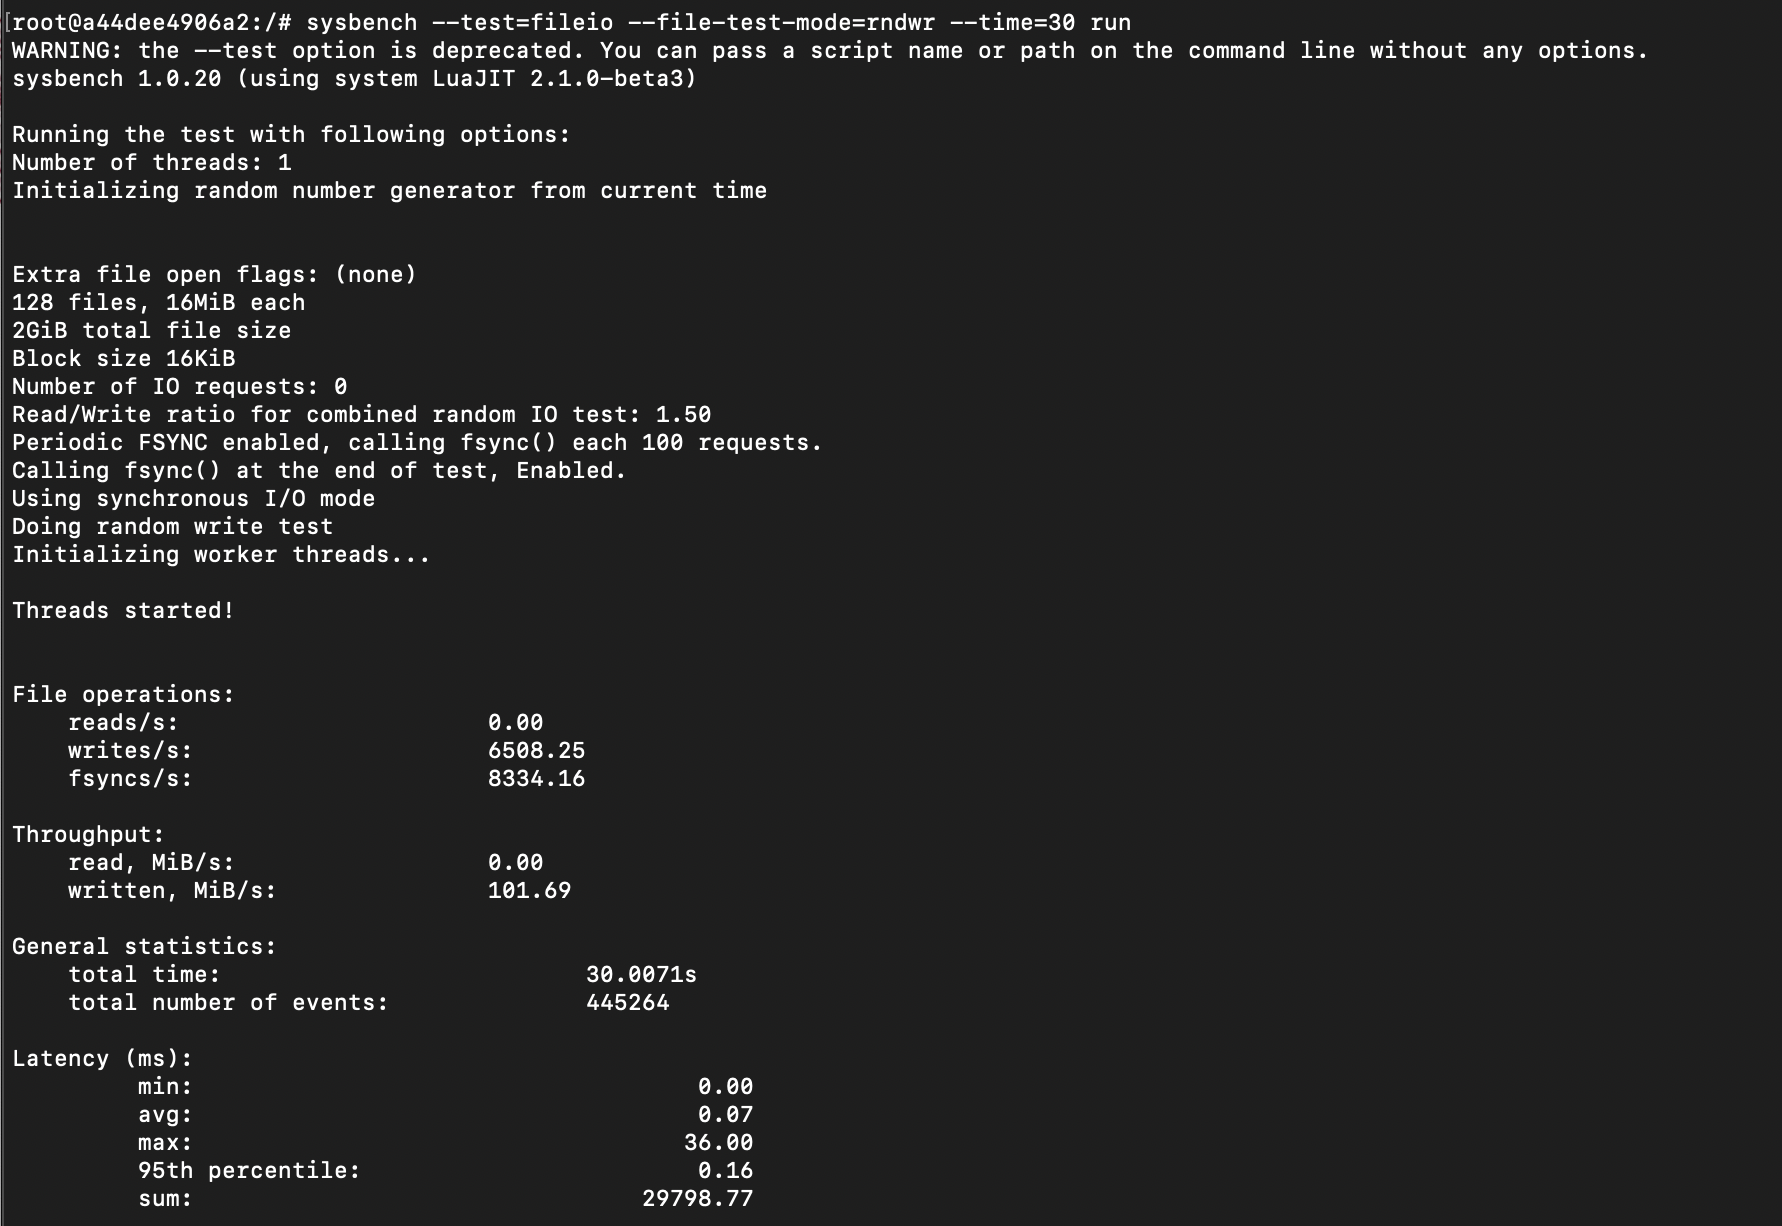 [root@a44dee4906a2:/# sysbench --test=fileio --file-test-mode=rndwr --time=30 run
WARNING: the --test option is deprecated. You can pass a script name or path on the command line without any options.
sysbench 1.0.20 (using system LuaJIT 2.1.0-beta3)
Running the test with following options:
Number of threads: 1
Initializing random number generator from current time
Extra file open flags: (none)
128 files, 16MiB each
2GiB total file size
Block size 16KiB
Number of IO requests: 0
Read/Write ratio for combined random IO test: 1.50
Periodic FSYNC enabled, calling fsync() each 100 requests.
Calling fsync() at the end of test, Enabled.
Using synchronous I/O mode
Doing random write test
Initializing worker threads...
Threads started!
File operations:
reads/s: 0.00
writes/s: 6508.25
fsyncs/s: 8334.16
Throughput:
read, MiB/s: 0.00
written, MiB/s: 101.69
General statistics:
total time: 30.0071s
total number of events: 445264
Latency (ms):
min: 0.00
avg: 0.07
max: 36.00
95th percentile: 0.16
sum: 29798.77